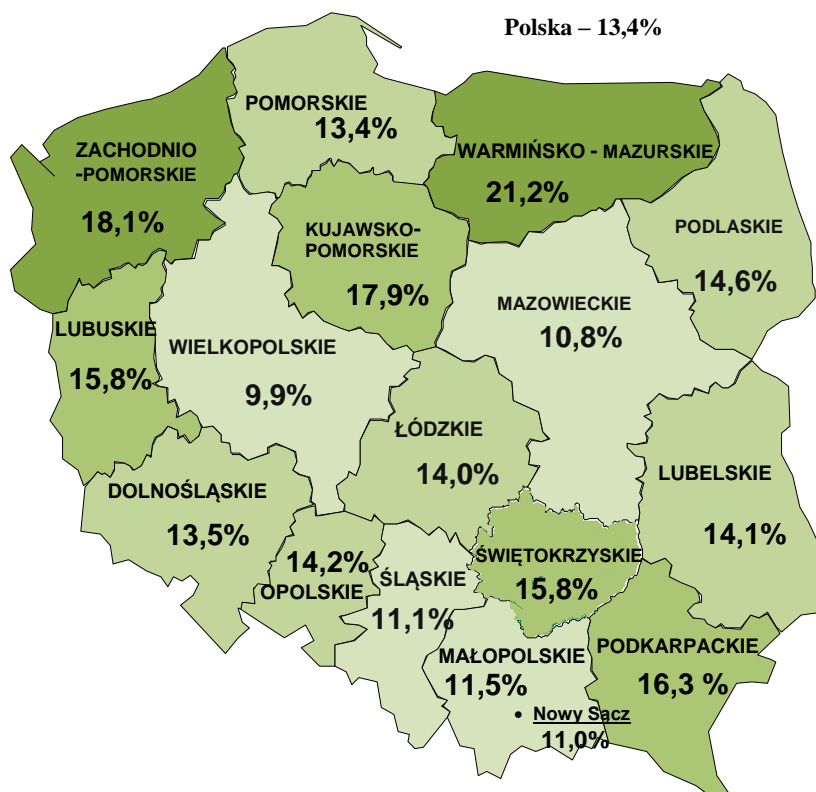 Polska – 13,4%
POMORSKIE
13,4%
ZACHODNIO
-POMORSKIE
18,1%
WARMIŃSKO - MAZURSKIE
21,2%
KUJAWSKO-
POMORSKIE
17,9%
PODLASKIE
14,6%
MAZOWIECKIE
10,8%
LUBUSKIE
15,8%
WIELKOPOLSKIE
9,9%
ŁÓDZKIE
14,0%
LUBELSKIE
14,1%
DOLNOŚLĄSKIE
13,5%
14,2%
OPOLSKIE
ŚLĄSKIE
11,1%
ŚWIĘTOKRZYSKIE
15,8%
MAŁOPOLSKIE
11,5%
• Nowy Sącz
11,0%
PODKARPACKIE
16,3 %